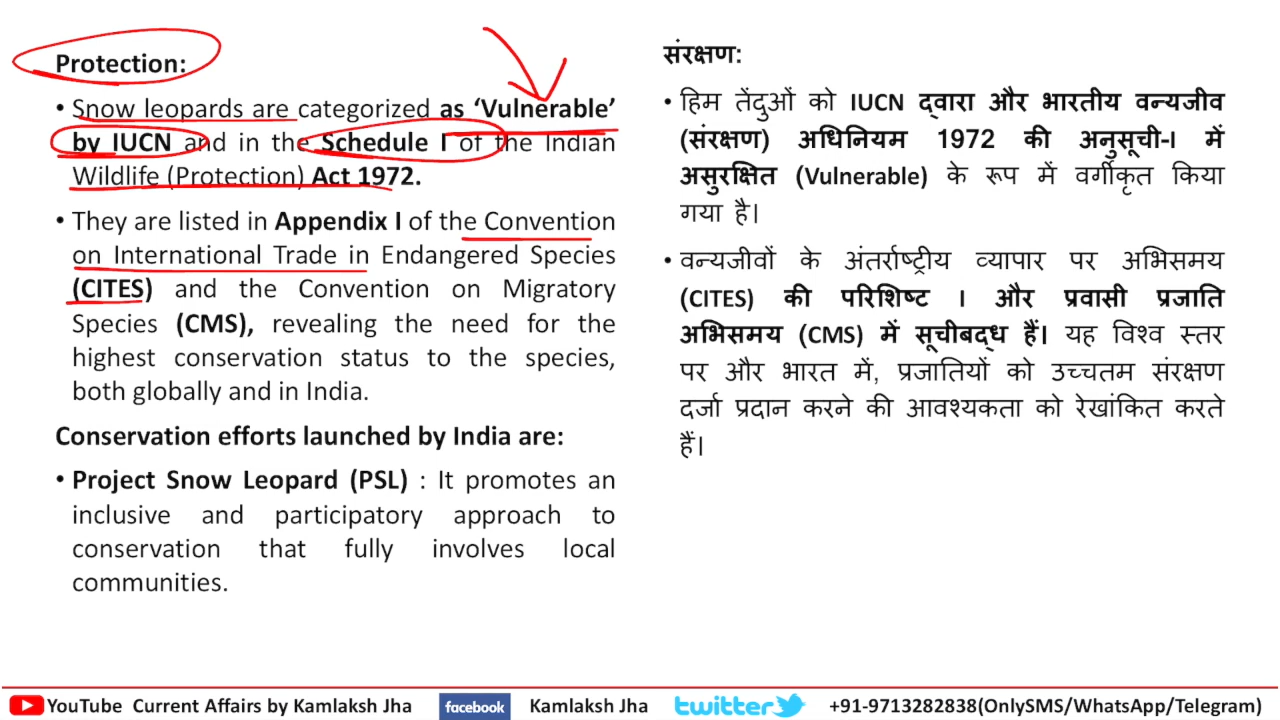 Protection:
• Snow leopards are categorized as ‘Vulnerable’
by IUCN and in the Schedule I of the Indian
Wildlife (Protection) Act 1972.
• They are listed in Appendix I of the Convention
on International Trade in Endangered Species
(CITES) and the Convention on Migratory
Species (CMS), revealing the need for the
highest conservation status to the species,
both globally and in India.
Conservation efforts launched by India are:
• Project Snow Leopard (PSL) : It promotes an
inclusive and participatory approach to
conservation that fully involves local
communities.
संरक्षण:
• हिम तेंदुओं को IUCN द्वारा और भारतीय वन्यजीव
(संरक्षण) अधिनियम 1972 की अनुसूची-I में
असुरक्षित (Vulnerable) के रूप में वर्गीकृत किया
गया है।
• वन्यजीवों के अंतर्राष्ट्रीय व्यापार पर अभिसमय
(CITES) की परिशिष्ट I और प्रवासी प्रजाति
अभिसमय (CMS) में सूचीबद्ध हैं। यह विश्व स्तर
पर और भारत में, प्रजातियों को उच्चतम संरक्षण
दर्जा प्रदान करने की आवश्यकता को रेखांकित करते
हैं।
YouTube Current Affairs by Kamlaksh Jha facebook Kamlaksh Jha twitter +91-9713282838(OnlySMS/WhatsApp/Telegram)